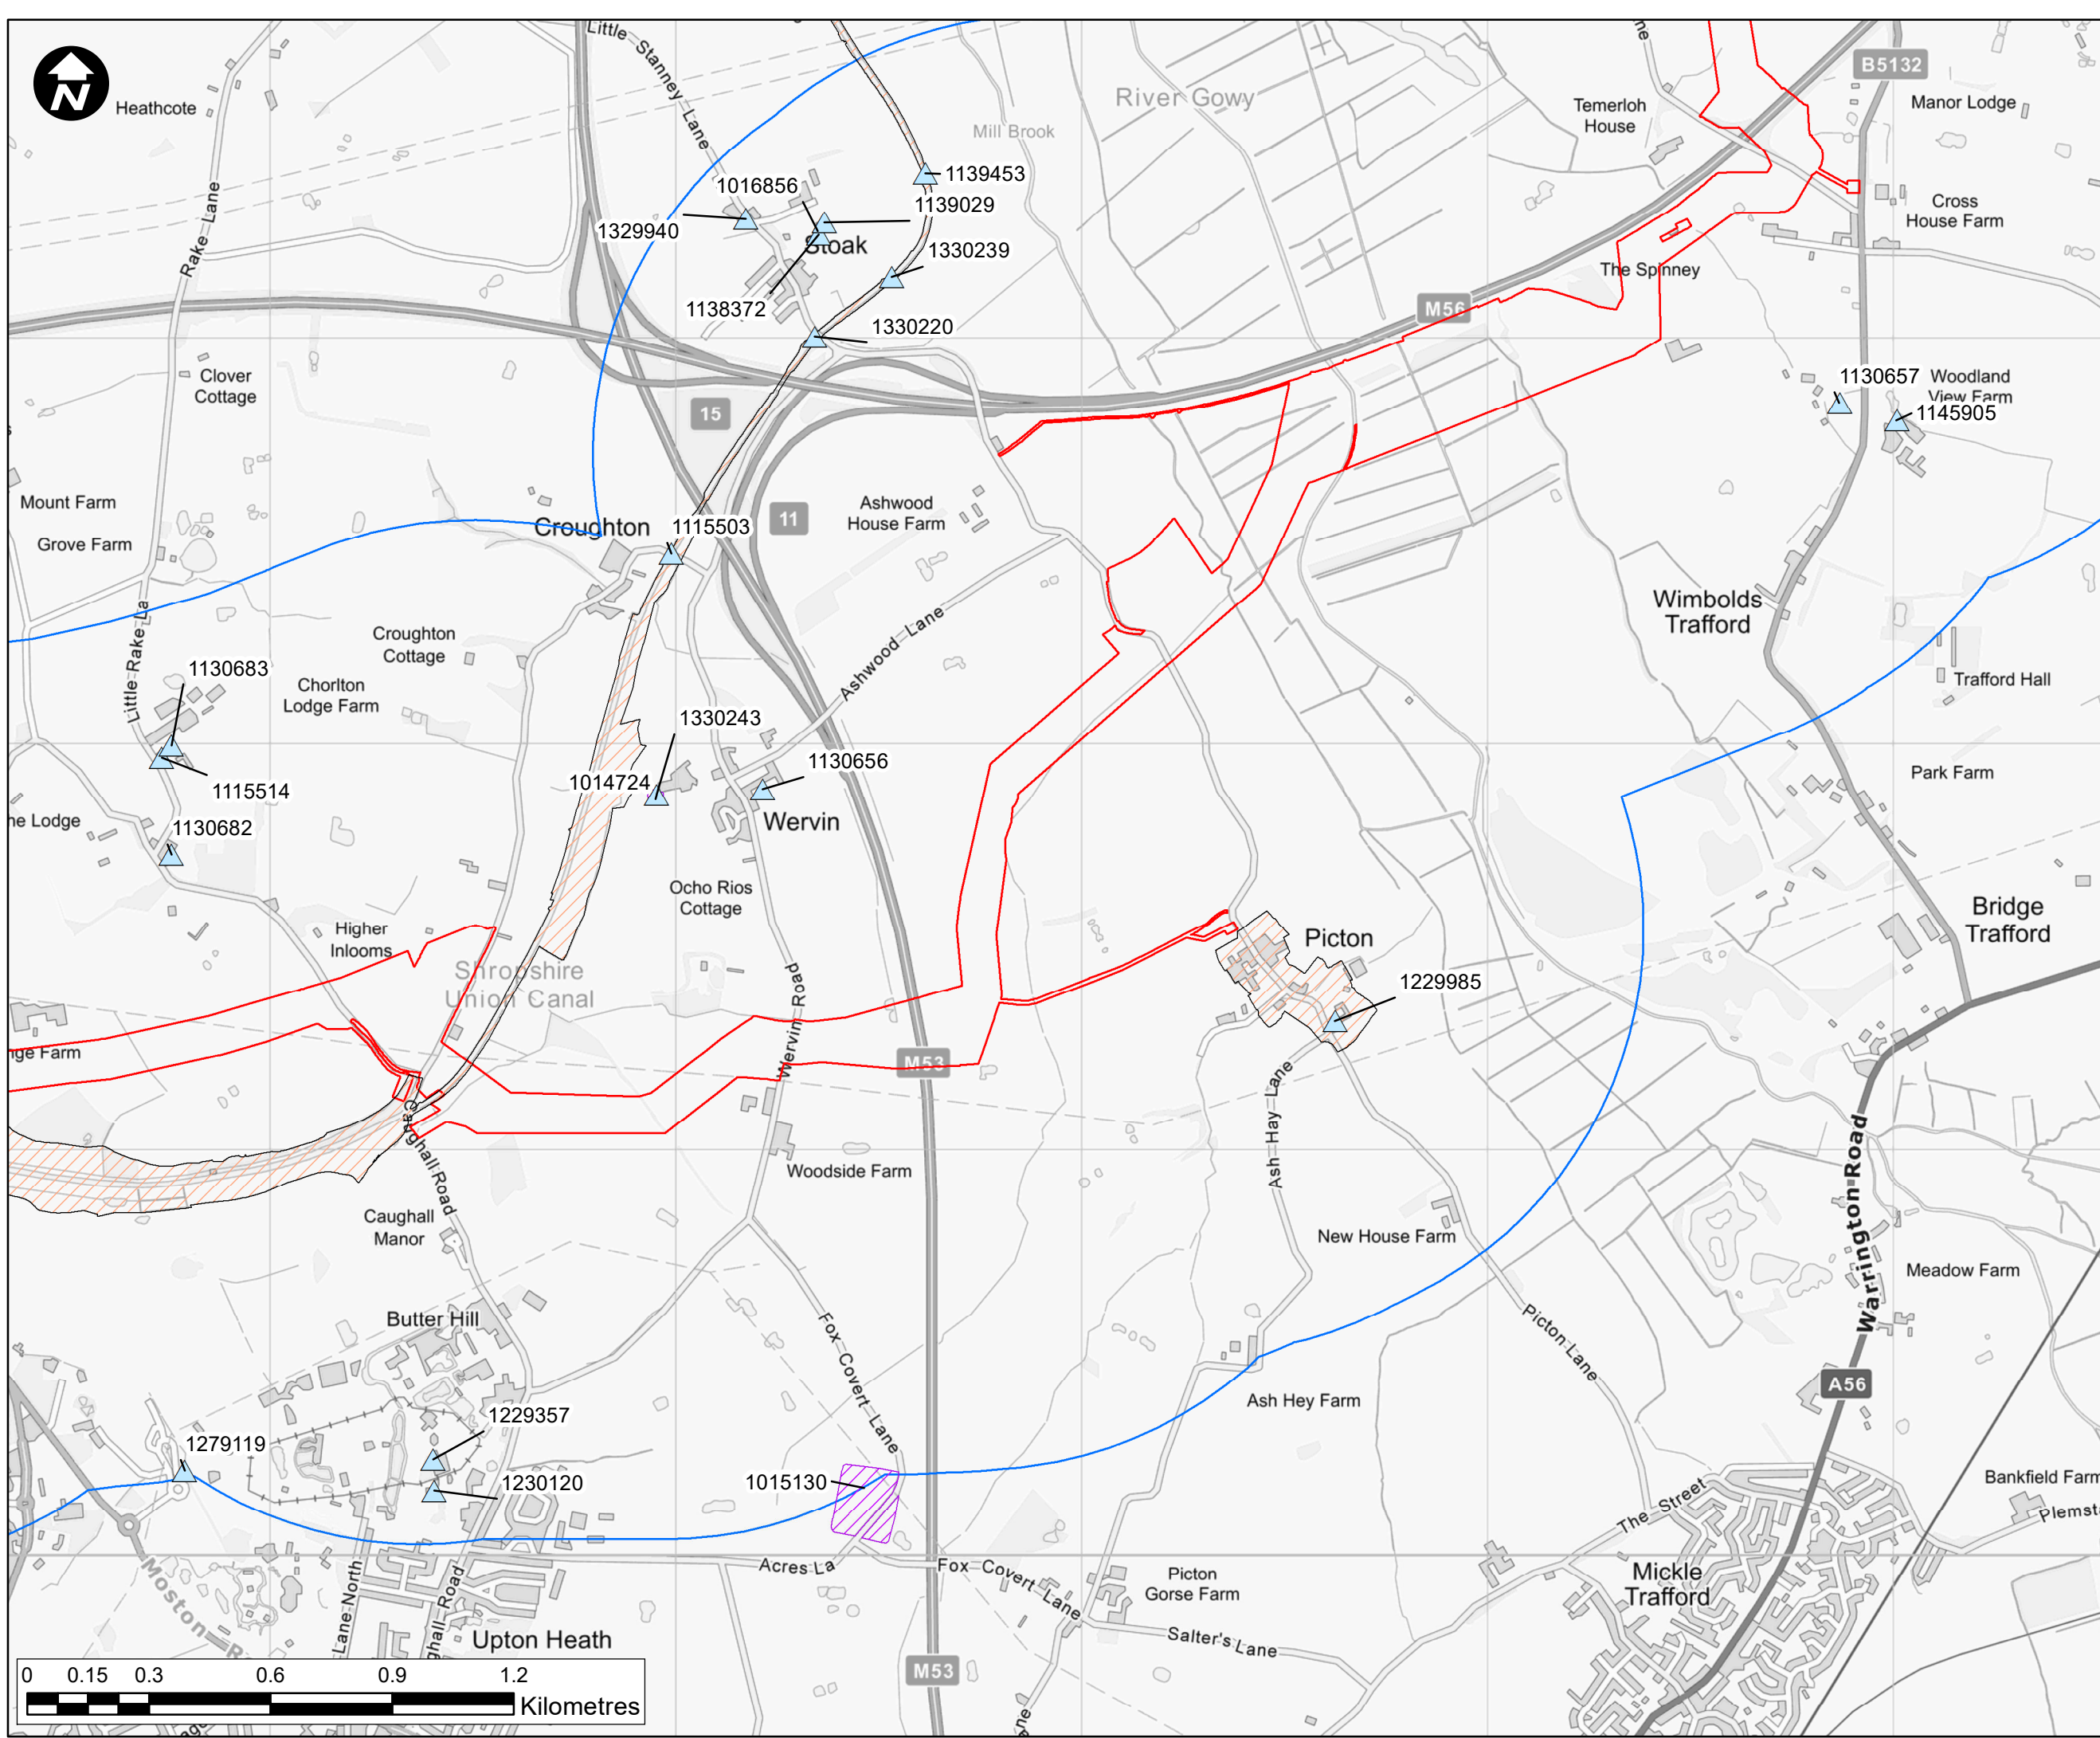 N
Heathcote
Little Stanney Lane
River Gowy
Mill Brook
B5132
Temerloh
House
Manor Lodge
Cross
House Farm
1016856
1139453
1139029
1329940
Stoak
1330239
1138372
1330220
The Spinney
M56
Rake Lane
Clover
Cottage
15
11
1130657
Woodland
View Farm
1145905
Mount Farm
Grove Farm
Croughton
1115503
Ashwood
House Farm
Wimbolds
Trafford
Little Rake La
Croughton
Cottage
Ashwood Lane
1130683
Chorlton
Lodge Farm
Trafford Hall
1330243
1115514
1014724
1130656
Park Farm
he Lodge
1130682
Wervin
Ocho Rios
Cottage
Bridge
Trafford
Higher
Inlooms
Picton
Shropshire
Union Canal
1229985
Wervin Road
nge Farm
M53
Ash Hay Lane
Caughall Road
Woodside Farm
Warrington Road
Caughall
Manor
New House Farm
Meadow Farm
Butter Hill
Fox Covert Lane
Picton Lane
A56
Ash Hey Farm
1229357
1279119
1230120
1015130
The Street
Bankfield Farm
Plemst
Acres La
Fox Covert Lane
Picton
Gorse Farm
Mickle
Trafford
Moston R
Lane North
ghall Road
Upton Heath
Salter's Lane
M53
0 0.15 0.3 0.6 0.9 1.2
Kilometres